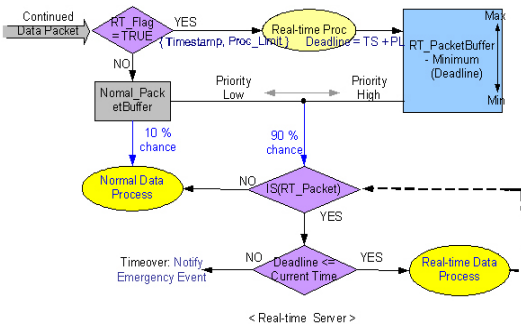 Continued
Data Packet
RT_Flag
=TRUE
YES
{ Timestamp, Proc_Limit }
Real-time Proc
Deadline = TS +PL
Max
RT_PacketBuffer
- Minimum
(Deadline)
Min
NO
Nomal_Pack
etBuffer
Priority
Low
Priority
High
10 %
chance
90 %
chance
Normal Data
Process
NO
IS(RT_Packet)
YES
Timeover: Notify
Emergency Event
NO
Deadline <=
Current Time
YES
Real-time Data
Process
< Real-time Server >